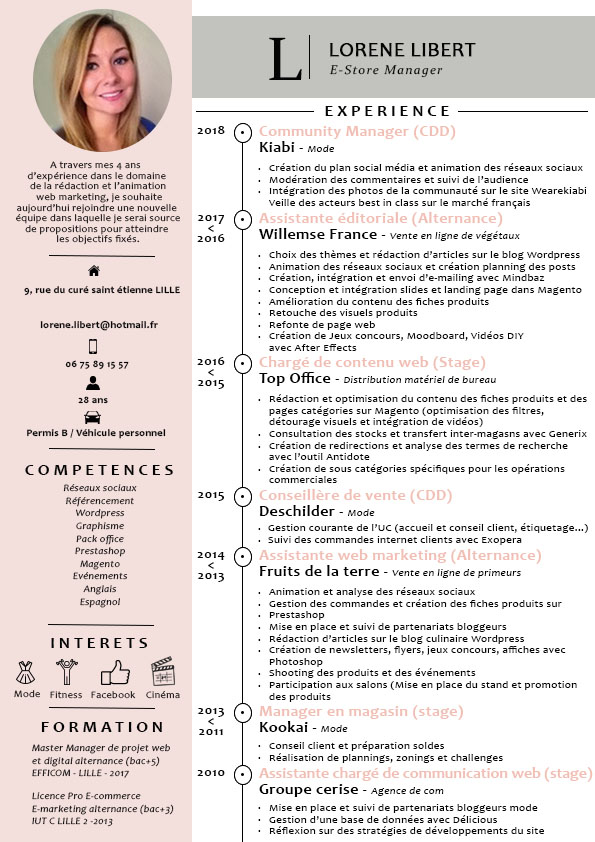 L
LORENE LIBERT
E-Store Manager
A travers mes 4 ans
d'expérience dans le domaine
de la rédaction et l'animation
web marketing, je souhaite
aujourd'hui rejoindre une nouvelle
équipe dans laquelle je serai source
de propositions pour atteindre
les objectifs fixés.
9, rue du curé saint étienne LILLE
lorene.libert@hotmail.fr
06 75 89 15 57
28 ans
Permis B / Véhicule personnel
COMPETENCES
Réseaux sociaux
Référencement
Wordpress
Graphisme
Pack office
Prestashop
Magento
Evénements
Anglais
Espagnol
INTERETS
Mode Fitness Facebook Cinéma
FORMATION
Master Manager de projet web
et digital alternance (bac+5)
EFFICOM - LILLE - 2017
Licence Pro E-commerce
E-marketing alternance (bac+3)
IUT C LILLE 2 -2013
EXPERIENCE
2018
Community Manager (CDD)
Kiabi - Mode
• Création du plan social média et animation des réseaux sociaux
• Modération des commentaires et suivi de l'audience
• Intégration des photos de la communauté sur le site Wearekiabi
Veille des acteurs best in class sur le marché français
2017
<
2016
Assistante éditoriale (Alternance)
Willemse France - Vente en ligne de végétaux
• Choix des thèmes et rédaction d'articles sur le blog Wordpress
• Animation des réseaux sociaux et création planning des posts
• Création, intégration et envoi d'e-mailing avec Mindbaz
• Conception et intégration slides et landing page dans Magento
• Amélioration du contenu des fiches produits
• Retouche des visuels produits
• Refonte de page web
• Création de Jeux concours, Moodboard, Vidéos DIY
avec After Effects
2016
<
2015
Chargé de contenu web (Stage)
Top Office - Distribution matériel de bureau
• Rédaction et optimisation du contenu des fiches produits et des
pages catégories sur Magento (optimisation des filtres,
détourage visuels et intégration de vidéos)
• Consultation des stocks et transfert inter-magasns avec Generix
• Création de redirections et analyse des termes de recherche
avec l'outil Antidote
• Création de sous catégories spécifiques pour les opérations
commerciales
2015
Conseillère de vente (CDD)
Deschilder - Mode
• Gestion courante de l'UC (accueil et conseil client, étiquetage...)
• Suivi des commandes internet clients avec Exopera
2014
<
2013
Assistante web marketing (Alternance)
Fruits de la terre - Vente en ligne de primeurs
• Animation et analyse des réseaux sociaux
• Gestion des commandes et création des fiches produits sur
• Prestashop
• Mise en place et suivi de partenariats bloggeurs
• Rédaction d'articles sur le blog culinaire Wordpress
• Création de newsletters, flyers, jeux concours, affiches avec
Photoshop
• Shooting des produits et des événements
• Participation aux salons (Mise en place du stand et promotion
des produits
2013
<
2011
Manager en magasin (stage)
Kookai - Mode
• Conseil client et préparation soldes
• Réalisation de plannings, zonings et challenges
2010
Assistante chargé de communication web (stage)
Groupe cerise - Agence de com
• Mise en place et suivi de partenariats bloggeurs mode
• Gestion d'une base de données avec Délicious
• Réflexion sur des stratégies de développements du site